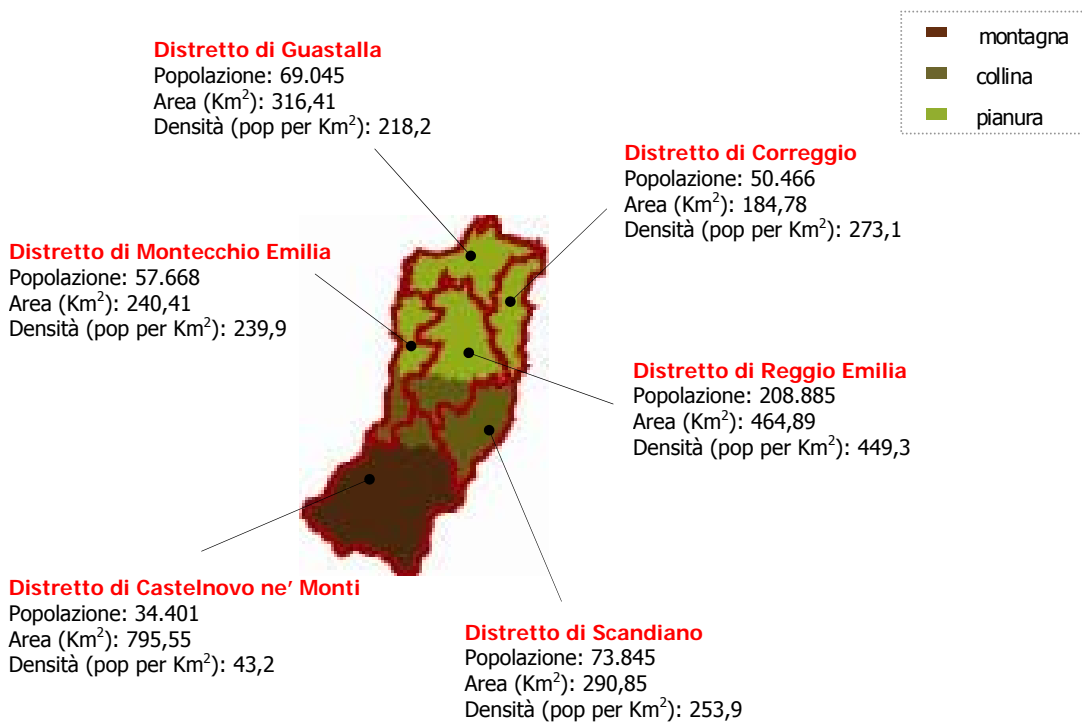 montagna
collina
pianura
Distretto di Guastalla
Popolazione: 69.045
Area (Km²): 316,41
Densità (pop per Km²): 218,2
Distretto di Correggio
Popolazione: 50.466
Area (Km²): 184,78
Densità (pop per Km²): 273,1
Distretto di Montecchio Emilia
Popolazione: 57.668
Area (Km²): 240,41
Densità (pop per Km²): 239,9
Distretto di Reggio Emilia
Popolazione: 208.885
Area (Km²): 464,89
Densità (pop per Km²): 449,3
Distretto di Castelnovo ne’ Monti
Popolazione: 34.401
Area (Km²): 795,55
Densità (pop per Km²): 43,2
Distretto di Scandiano
Popolazione: 73.845
Area (Km²): 290,85
Densità (pop per Km²): 253,9